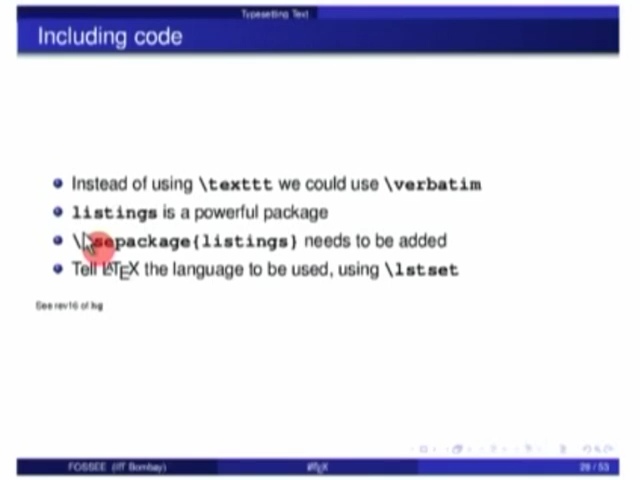 Typesetting Text
Including code
Instead of using \texttt we could use \verbatim
listings is a powerful package
\usepackage{listings} needs to be added
Tell LATEX the language to be used, using \lstset
See rev16 of hg
FOSSEE (IIT Bombay) LATEX 29 / 53